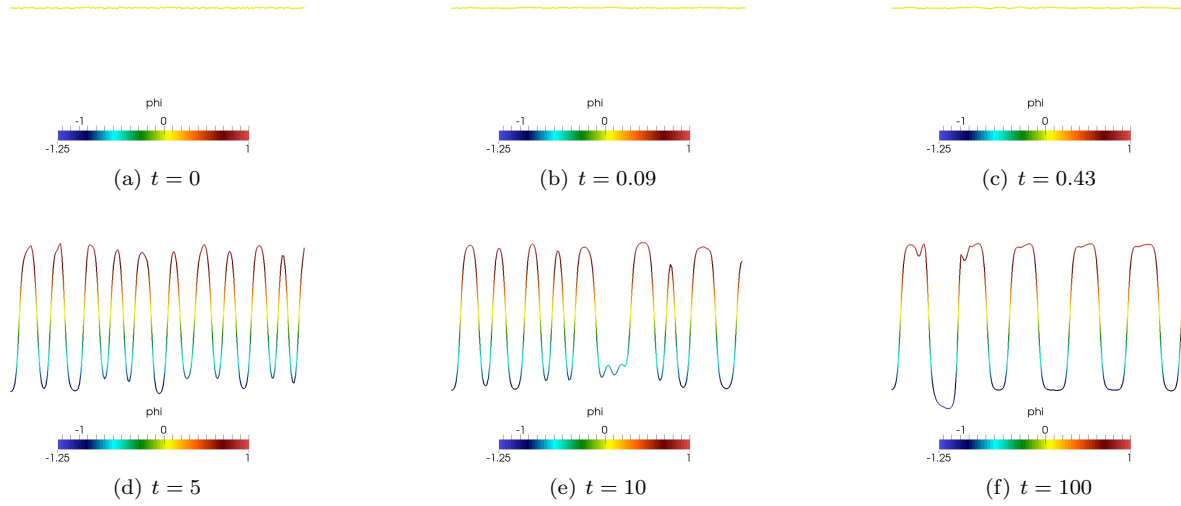 phi
-1 0
-1.25 1
(a) t = 0
phi
-1 0
-1.25 1
(b) t = 0.09
phi
-1 0
-1.25 1
(c) t = 0.43
phi
-1 0
-1.25 1
(d) t = 5
phi
-1 0
-1.25 1
(e) t = 10
phi
-1 0
-1.25 1
(f) t = 100